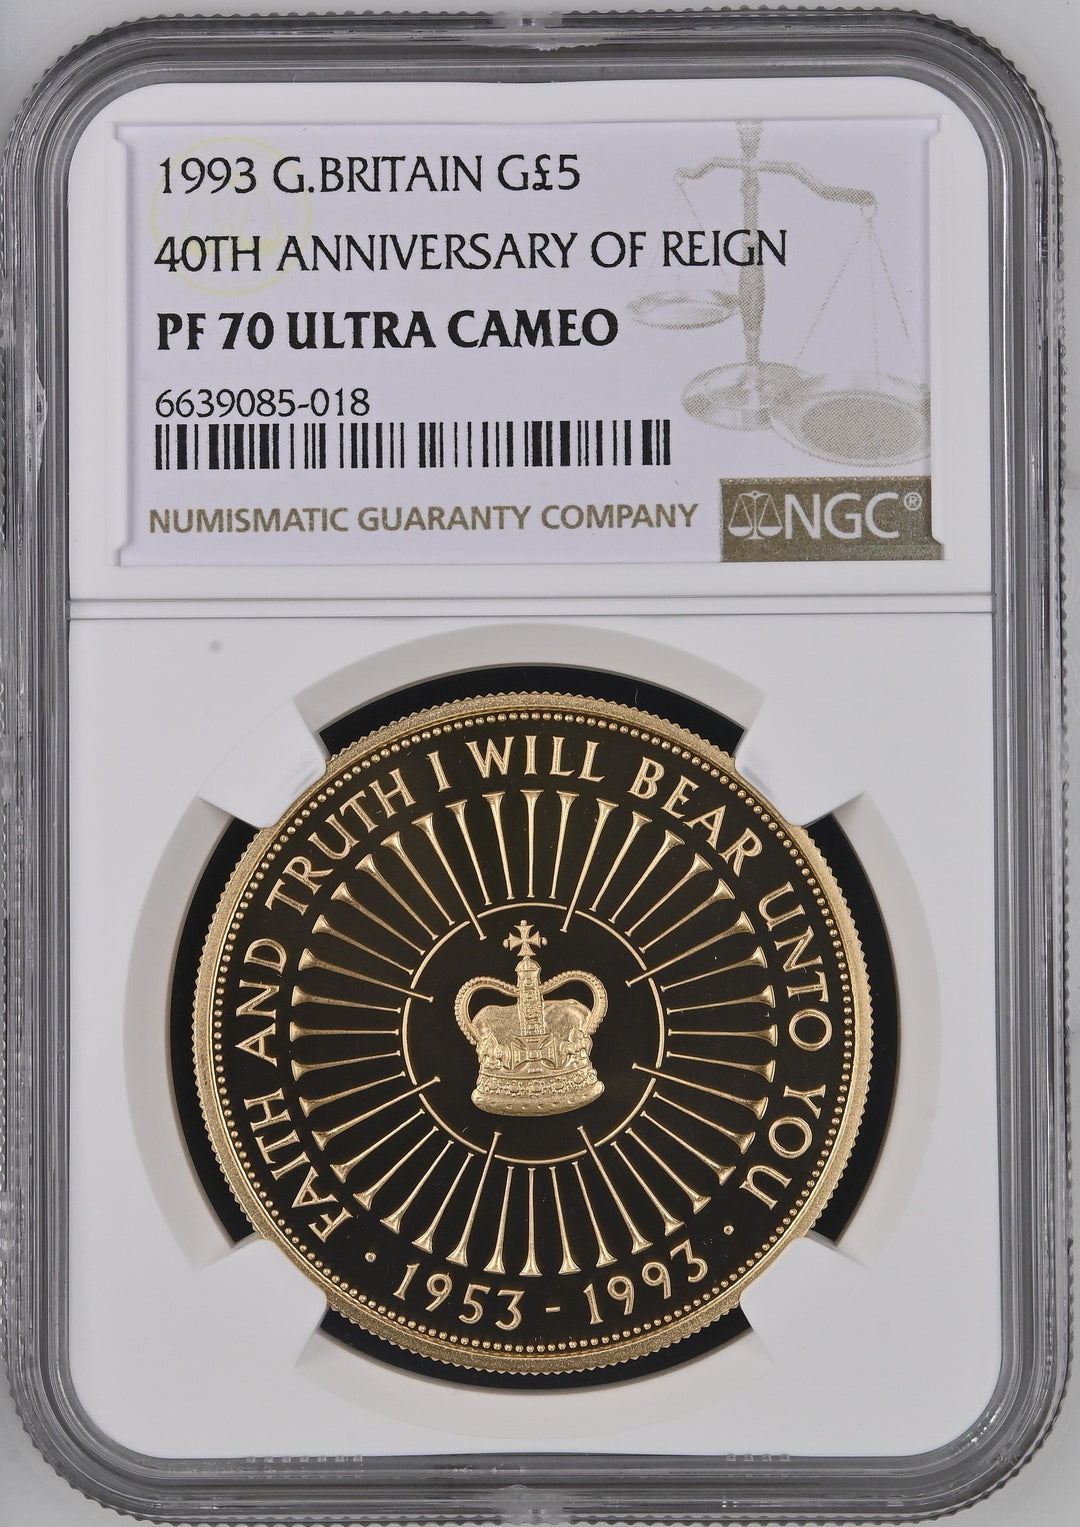 1993 G.BRITAIN G£5
40TH ANNIVERSARY OF REIGN
PF 70 ULTRA CAMEO
6639085-018
NUMISMATIC GUARANTY COMPANY
NGC®
FAITH AND TRUTH I WILL BEAR UNTO YOU
· 1953 - 1993 ·